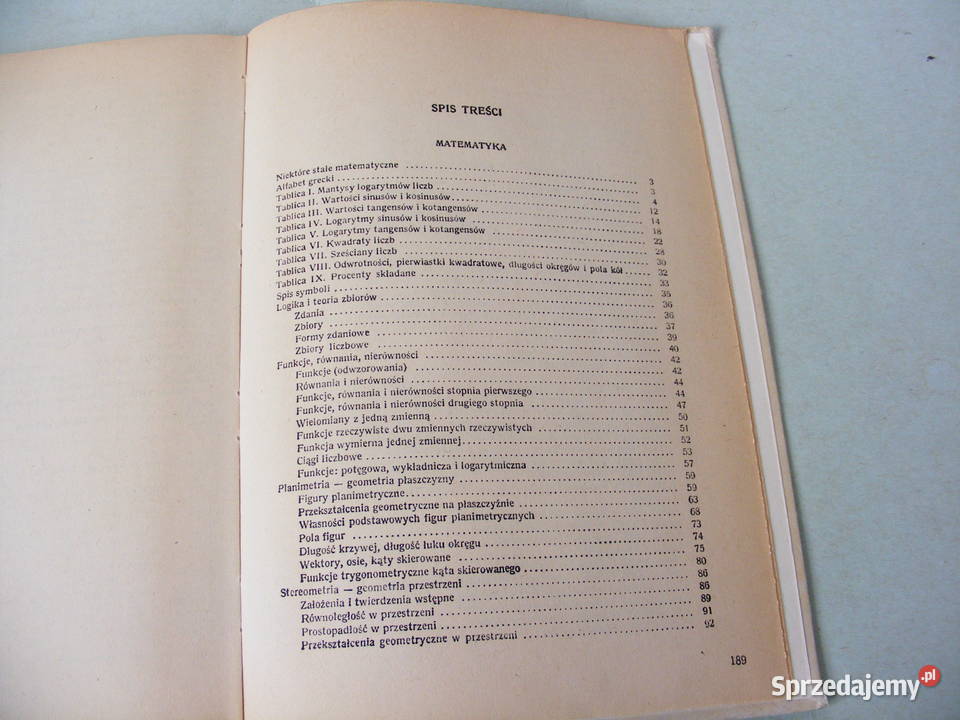 SPIS TREŚCI
MATEMATYKA
Niektóre stałe matematyczne .......... 3
Alfabet grecki .......... 3
Tablica I. Mantysy logarytmów liczb .......... 4
Tablica II. Wartości sinusów i kosinusów .......... 12
Tablica III. Wartości tangensów i kotangensów .......... 14
Tablica IV. Logarytmy sinusów i kosinusów .......... 18
Tablica V. Logarytmy tangensów i kotangensów .......... 22
Tablica VI. Kwadraty liczb .......... 28
Tablica VII. Sześciany liczb .......... 30
Tablica VIII. Odwrotności, pierwiastki kwadratowe, długości okręgów i pola kół .......... 32
Tablica IX. Procenty składane .......... 33
Spis symboli .......... 35
Logika i teoria zbiorów .......... 36
Zdania .......... 36
Zbiory .......... 37
Formy zdaniowe .......... 39
Zbiory liczbowe .......... 40
Funkcje, równania, nierówności .......... 42
Funkcje (odwzorowania) .......... 42
Równania i nierówności .......... 44
Funkcje, równania i nierówności stopnia pierwszego .......... 44
Funkcje, równania i nierówności drugiego stopnia .......... 47
Wielomiany z jedną zmienną .......... 50
Funkcje rzeczywiste dwu zmiennych rzeczywistych .......... 51
Funkcja wymierna jednej zmiennej .......... 52
Ciągi liczbowe .......... 53
Funkcje: potęgowa, wykładnicza i logarytmiczna .......... 57
Planimetria — geometria płaszczyzny .......... 59
Figury planimetryczne .......... 59
Przekształcenia geometryczne na płaszczyźnie .......... 63
Własności podstawowych figur planimetrycznych .......... 68
Pola figur .......... 73
Długość krzywej, długość łuku okręgu .......... 74
Wektory, osie, kąty skierowane .......... 75
Funkcje trygonometryczne kąta skierowanego .......... 80
Stereometria — geometria przestrzeni .......... 86
Założenia i twierdzenia wstępne .......... 86
Równoległość w przestrzeni .......... 89
Prostopadłość w przestrzeni .......... 91
Przekształcenia geometryczne w przestrzeni .......... 92
189
Sprzedajemy.pl